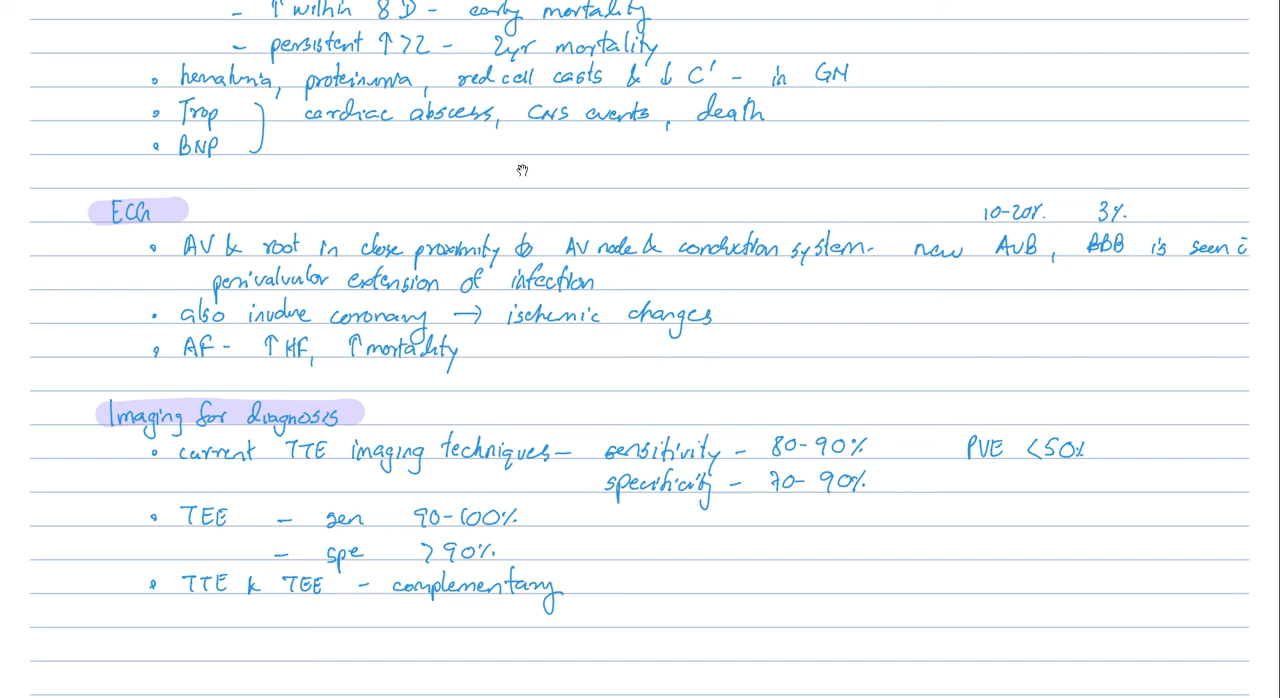 - ↑ within 8 D - early mortality
- persistent ↑ >2 - 2yr mortality
• hematuria, proteinuria, red cell casts & ↓ C' - in GN
• Trop } cardiac abscess, CNS events, death
• BNP
ECG
10-20%. 3%.
• AV & root in close proximity to AV node & conduction system - new AVB, BBB is seen c̄
perivalvular extension of infection
• also involve coronary → ischemic changes
• AF - ↑ HF, ↑ mortality
Imaging for diagnosis
• current TTE imaging techniques - sensitivity - 80-90% PVE <50%
specificity - 70-90%.
• TEE - sen 90-100%.
- spe >90%.
• TTE & TEE - complementary